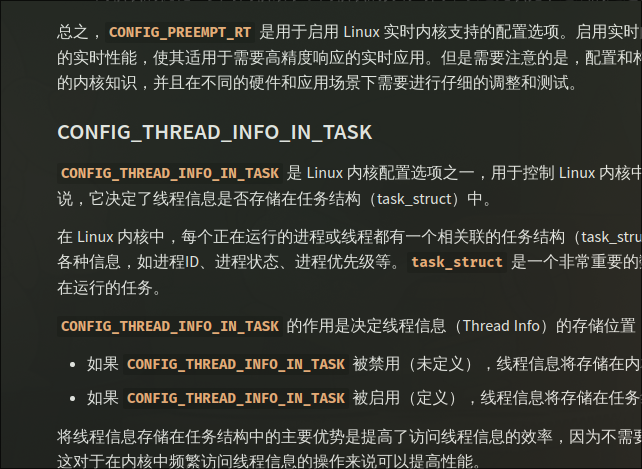 总之，CONFIG_PREEMPT_RT 是用于启用 Linux 实时内核支持的配置选项。启用实时
的实时性能，使其适用于需要高精度响应的实时应用。但是需要注意的是，配置和
的内核知识，并且在不同的硬件和应用场景下需要进行仔细的调整和测试。
CONFIG_THREAD_INFO_IN_TASK
CONFIG_THREAD_INFO_IN_TASK 是 Linux 内核配置选项之一，用于控制 Linux 内核中
说，它决定了线程信息是否存储在任务结构（task_struct）中。
在 Linux 内核中，每个正在运行的进程或线程都有一个相关联的任务结构（task_stru
各种信息，如进程ID、进程状态、进程优先级等。task_struct 是一个非常重要的
在运行的任务。
CONFIG_THREAD_INFO_IN_TASK 的作用是决定线程信息（Thread Info）的存储位置
• 如果 CONFIG_THREAD_INFO_IN_TASK 被禁用（未定义），线程信息将存储在内
• 如果 CONFIG_THREAD_INFO_IN_TASK 被启用（定义），线程信息将存储在任务
将线程信息存储在任务结构中的主要优势是提高了访问线程信息的效率，因为不需要
这对于在内核中频繁访问线程信息的操作来说可以提高性能。